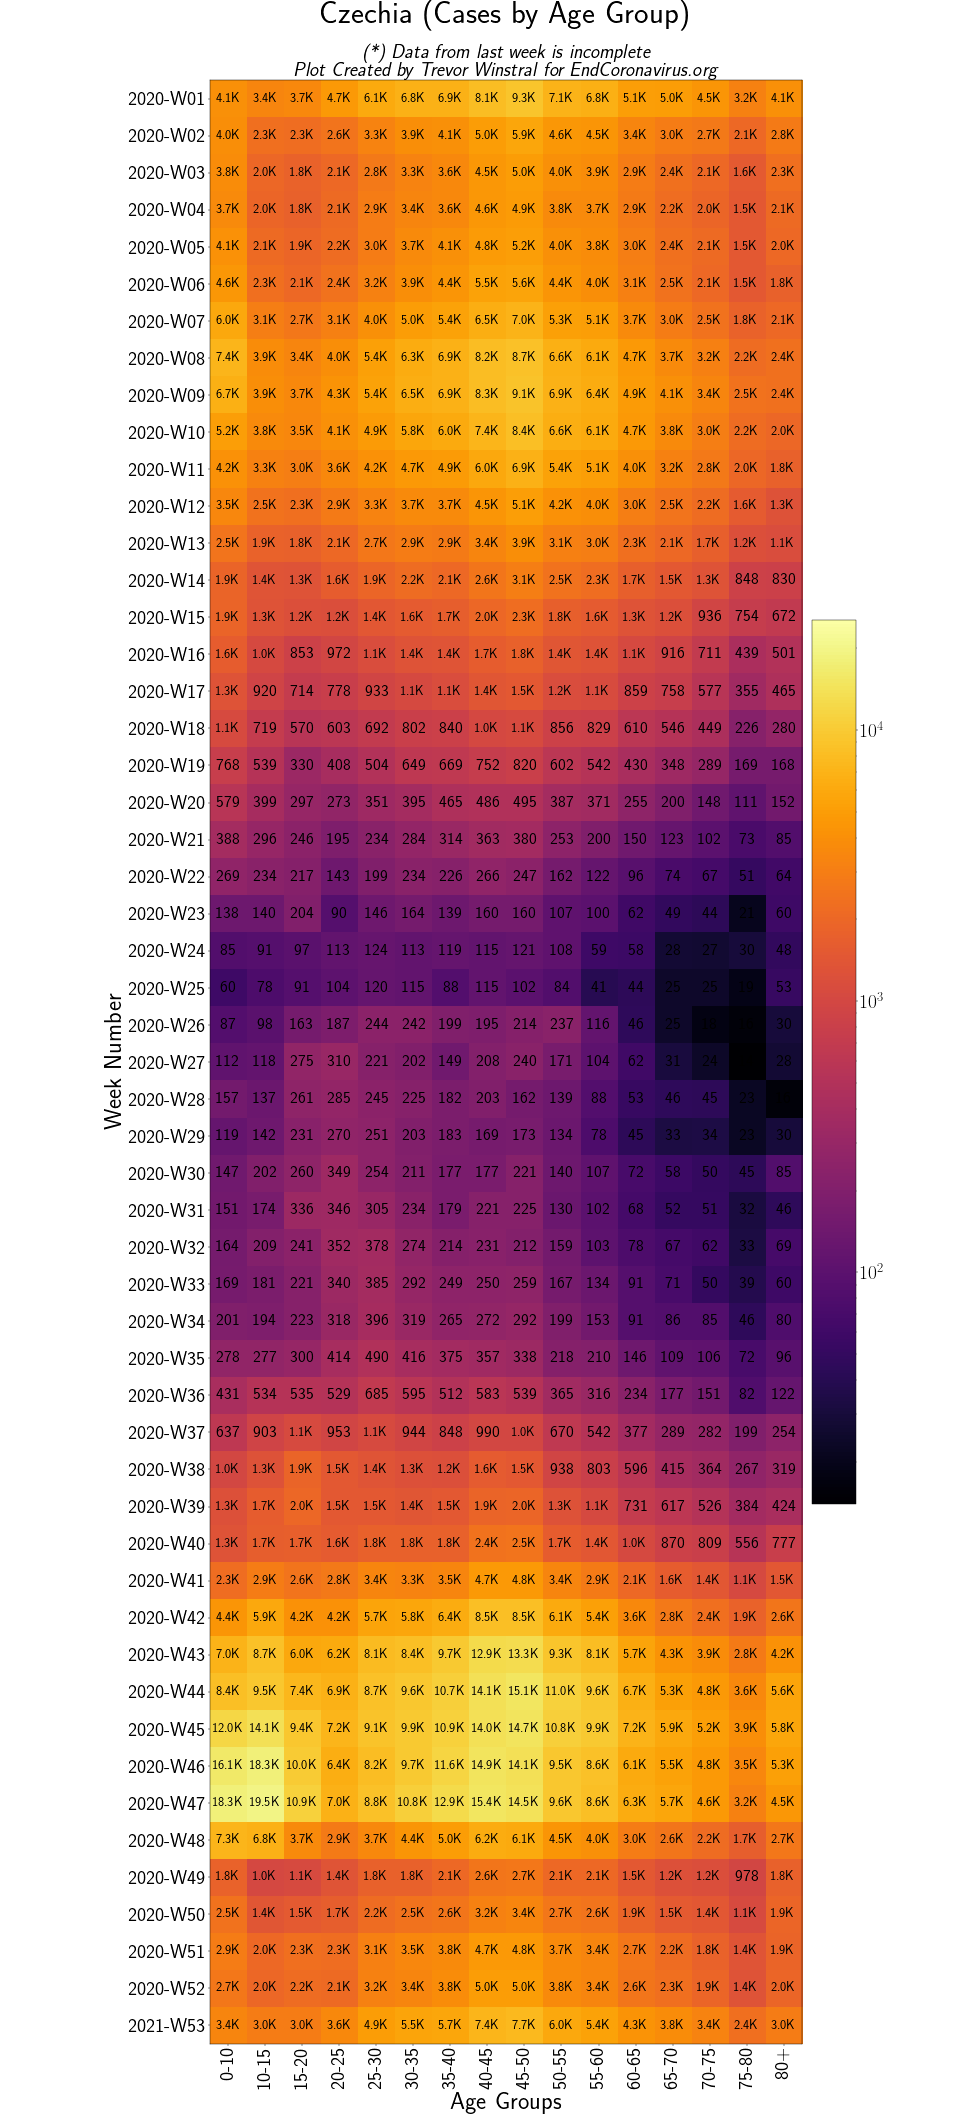 Czechia (Cases by Age Group)
(*) Data from last week is incomplete
Plot Created by Trevor Winstral for EndCoronavirus.org
2020-W01 4.1K 3.4K 3.7K 4.7K 6.1K 6.8K 6.9K 8.1K 9.3K 7.1K 6.8K 5.1K 5.0K 4.5K 3.2K 4.1K
2020-W02 4.0K 2.3K 2.3K 2.6K 3.3K 3.9K 4.1K 5.0K 5.9K 4.6K 4.5K 3.4K 3.0K 2.7K 2.1K 2.8K
2020-W03 3.8K 2.0K 1.8K 2.1K 2.8K 3.3K 3.6K 4.5K 5.0K 4.0K 3.9K 2.9K 2.4K 2.1K 1.6K 2.3K
2020-W04 3.7K 2.0K 1.8K 2.1K 2.9K 3.4K 3.6K 4.6K 4.9K 3.8K 3.7K 2.9K 2.2K 2.0K 1.5K 2.1K
2020-W05 4.1K 2.1K 1.9K 2.2K 3.0K 3.7K 4.1K 4.8K 5.2K 4.0K 3.8K 3.0K 2.4K 2.1K 1.5K 2.0K
2020-W06 4.6K 2.3K 2.1K 2.4K 3.2K 3.9K 4.4K 5.5K 5.6K 4.4K 4.0K 3.1K 2.5K 2.1K 1.5K 1.8K
2020-W07 6.0K 3.1K 2.7K 3.1K 4.0K 5.0K 5.4K 6.5K 7.0K 5.3K 5.1K 3.7K 3.0K 2.5K 1.8K 2.1K
2020-W08 7.4K 3.9K 3.4K 4.0K 5.4K 6.3K 6.9K 8.2K 8.7K 6.6K 6.1K 4.7K 3.7K 3.2K 2.2K 2.4K
2020-W09 6.7K 3.9K 3.7K 4.3K 5.4K 6.5K 6.9K 8.3K 9.1K 6.9K 6.4K 4.9K 4.1K 3.4K 2.5K 2.4K
2020-W10 5.2K 3.8K 3.5K 4.1K 4.9K 5.8K 6.0K 7.4K 8.4K 6.6K 6.1K 4.7K 3.8K 3.0K 2.2K 2.0K
2020-W11 4.2K 3.3K 3.0K 3.6K 4.2K 4.7K 4.9K 6.0K 6.9K 5.4K 5.1K 4.0K 3.2K 2.8K 2.0K 1.8K
2020-W12 3.5K 2.5K 2.3K 2.9K 3.3K 3.7K 3.7K 4.5K 5.1K 4.2K 4.0K 3.0K 2.5K 2.2K 1.6K 1.3K
2020-W13 2.5K 1.9K 1.8K 2.1K 2.7K 2.9K 2.9K 3.4K 3.9K 3.1K 3.0K 2.3K 2.1K 1.7K 1.2K 1.1K
2020-W14 1.9K 1.4K 1.3K 1.6K 1.9K 2.2K 2.1K 2.6K 3.1K 2.5K 2.3K 1.7K 1.5K 1.3K 848 830
2020-W15 1.9K 1.3K 1.2K 1.2K 1.4K 1.6K 1.7K 2.0K 2.3K 1.8K 1.6K 1.3K 1.2K 936 754 672
2020-W16 1.6K 1.0K 853 972 1.1K 1.4K 1.4K 1.7K 1.8K 1.4K 1.4K 1.1K 916 711 439 501
2020-W17 1.3K 920 714 778 933 1.1K 1.1K 1.4K 1.5K 1.2K 1.1K 859 758 577 355 465
2020-W18 1.1K 719 570 603 692 802 840 1.0K 1.1K 856 829 610 546 449 226 280
2020-W19 768 539 330 408 504 649 669 752 820 602 542 430 348 289 169 168
2020-W20 579 399 297 273 351 395 465 486 495 387 371 255 200 148 111 152
2020-W21 388 296 246 195 234 284 314 363 380 253 200 150 123 102 73 85
2020-W22 269 234 217 143 199 234 226 266 247 162 122 96 74 67 51 64
2020-W23 138 140 204 90 146 164 139 160 160 107 100 62 49 44 21 60
2020-W24 85 91 97 113 124 113 119 115 121 108 59 58 28 27 30 48
2020-W25 60 78 91 104 120 115 88 115 102 84 41 44 25 25 53
2020-W26 87 98 163 187 244 242 199 195 214 237 116 46 25 30
2020-W27 112 118 275 310 221 202 149 208 240 171 104 62 31 24 28
2020-W28 157 137 261 285 245 225 182 203 162 139 88 53 46 45 23
2020-W29 119 142 231 270 251 203 183 169 173 134 78 45 33 34 23 30
2020-W30 147 202 260 349 254 211 177 177 221 140 107 72 58 50 45 85
2020-W31 151 174 336 346 305 234 179 221 225 130 102 68 52 51 32 46
2020-W32 164 209 241 352 378 274 214 231 212 159 103 78 67 62 33 69
2020-W33 169 181 221 340 385 292 249 250 259 167 134 91 71 50 39 60
2020-W34 201 194 223 318 396 319 265 272 292 199 153 91 86 85 46 80
2020-W35 278 277 300 414 490 416 375 357 338 218 210 146 109 106 72 96
2020-W36 431 534 535 529 685 595 512 583 539 365 316 234 177 151 82 122
2020-W37 637 903 1.1K 953 1.1K 944 848 990 1.0K 670 542 377 289 282 199 254
2020-W38 1.0K 1.3K 1.9K 1.5K 1.4K 1.3K 1.2K 1.6K 1.5K 938 803 596 415 364 267 319
2020-W39 1.3K 1.7K 2.0K 1.5K 1.5K 1.4K 1.5K 1.9K 2.0K 1.3K 1.1K 731 617 526 384 424
2020-W40 1.3K 1.7K 1.7K 1.6K 1.8K 1.8K 1.8K 2.4K 2.5K 1.7K 1.4K 1.0K 870 809 556 777
2020-W41 2.3K 2.9K 2.6K 2.8K 3.4K 3.3K 3.5K 4.7K 4.8K 3.4K 2.9K 2.1K 1.6K 1.4K 1.1K 1.5K
2020-W42 4.4K 5.9K 4.2K 4.2K 5.7K 5.8K 6.4K 8.5K 8.5K 6.1K 5.4K 3.6K 2.8K 2.4K 1.9K 2.6K
2020-W43 7.0K 8.7K 6.0K 6.2K 8.1K 8.4K 9.7K 12.9K 13.3K 9.3K 8.1K 5.7K 4.3K 3.9K 2.8K 4.2K
2020-W44 8.4K 9.5K 7.4K 6.9K 8.7K 9.6K 10.7K 14.1K 15.1K 11.0K 9.6K 6.7K 5.3K 4.8K 3.6K 5.6K
2020-W45 12.0K 14.1K 9.4K 7.2K 9.1K 9.9K 10.9K 14.0K 14.7K 10.8K 9.9K 7.2K 5.9K 5.2K 3.9K 5.8K
2020-W46 16.1K 18.3K 10.0K 6.4K 8.2K 9.7K 11.6K 14.9K 14.1K 9.5K 8.6K 6.1K 5.5K 4.8K 3.5K 5.3K
2020-W47 18.3K 19.5K 10.9K 7.0K 8.8K 10.8K 12.9K 15.4K 14.5K 9.6K 8.6K 6.3K 5.7K 4.6K 3.2K 4.5K
2020-W48 7.3K 6.8K 3.7K 2.9K 3.7K 4.4K 5.0K 6.2K 6.1K 4.5K 4.0K 3.0K 2.6K 2.2K 1.7K 2.7K
2020-W49 1.8K 1.0K 1.1K 1.4K 1.8K 1.8K 2.1K 2.6K 2.7K 2.1K 2.1K 1.5K 1.2K 1.2K 978 1.8K
2020-W50 2.5K 1.4K 1.5K 1.7K 2.2K 2.5K 2.6K 3.2K 3.4K 2.7K 2.6K 1.9K 1.5K 1.4K 1.1K 1.9K
2020-W51 2.9K 2.0K 2.3K 2.3K 3.1K 3.5K 3.8K 4.7K 4.8K 3.7K 3.4K 2.7K 2.2K 1.8K 1.4K 1.9K
2020-W52 2.7K 2.0K 2.2K 2.1K 3.2K 3.4K 3.8K 5.0K 5.0K 3.8K 3.4K 2.6K 2.3K 1.9K 1.4K 2.0K
2021-W53 3.4K 3.0K 3.0K 3.6K 4.9K 5.5K 5.7K 7.4K 7.7K 6.0K 5.4K 4.3K 3.8K 3.4K 2.4K 3.0K
0-10 10-15 15-20 20-25 25-30 30-35 35-40 40-45 45-50 50-55 55-60 60-65 65-70 70-75 75-80 80+
Age Groups
Week Number
10⁴
10³
10²